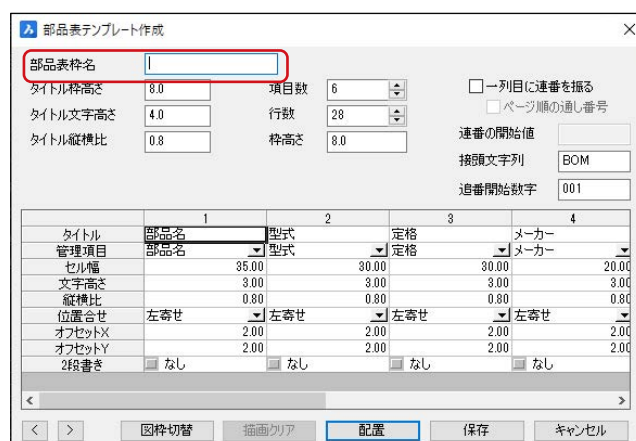 部品表テンプレート作成
部品表枠名
タイトル枠高さ 8.0 項目数 6 一列目に連番を振る
ページ順の通し番号
タイトル文字高さ 4.0 行数 28
タイトル縦横比 0.8 枠高さ 8.0 連番の開始値
接頭文字列 BOM
追番開始数字 001
1 2 3 4
タイトル 部品名 型式 定格 メーカー
管理項目 部品名 型式 定格 メーカー
セル幅 35.00 30.00 30.00 20.00
文字高さ 3.00 3.00 3.00 3.00
縦横比 0.80 0.80 0.80 0.80
位置合せ 左寄せ 左寄せ 左寄せ 左寄せ
オフセットX 2.00 2.00 2.00 2.00
オフセットY 2.00 2.00 2.00 2.00
2段書き なし なし なし なし
< >
< > 図枠切替 描画クリア 配置 保存 キャンセル